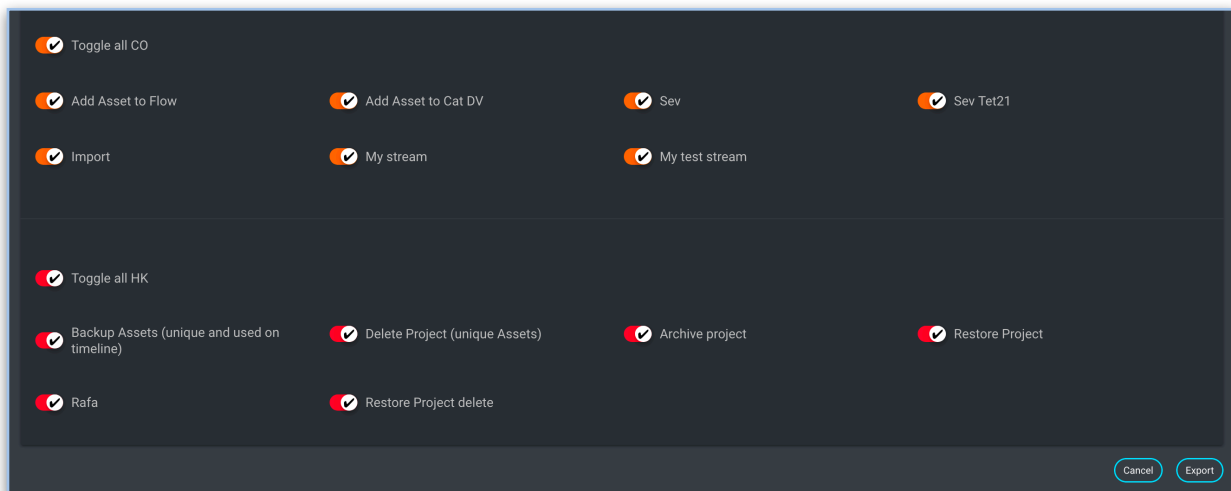 Toggle all CO
Add Asset to Flow
Add Asset to Cat DV
Sev
Sev Tet21
Import
My stream
My test stream
Toggle all HK
Backup Assets (unique and used on
timeline)
Delete Project (unique Assets)
Archive project
Restore Project
Rafa
Restore Project delete
Cancel
Export